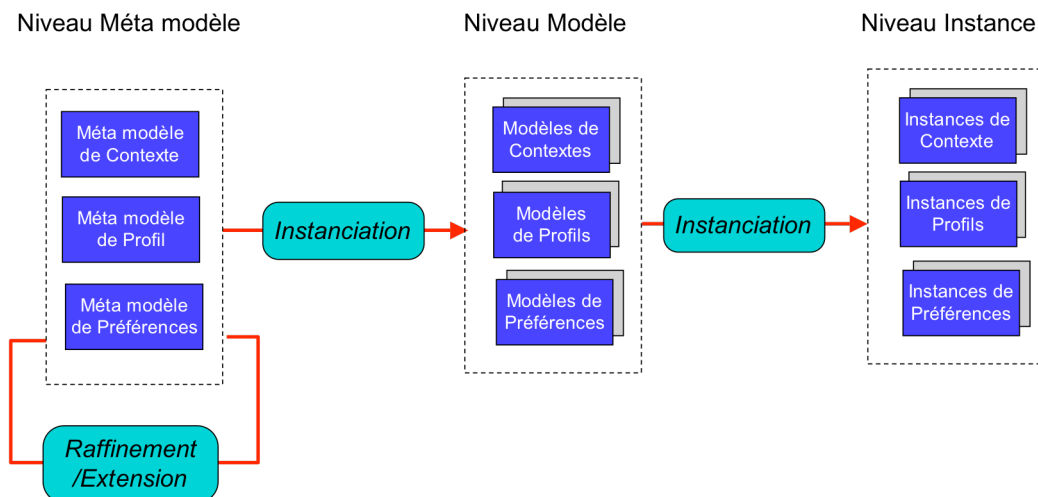 Niveau Méta modèle
Niveau Modèle
Niveau Instance
Méta modèle
de Contexte
Méta modèle
de Profil
Méta modèle
de Préférences
Raffinement
/Extension
Instanciation
Modèles de
Contextes
Modèles
de Profils
Modèles de
Préférences
Instanciation
Instances de
Contexte
Instances de
Profils
Instances de
Préférences